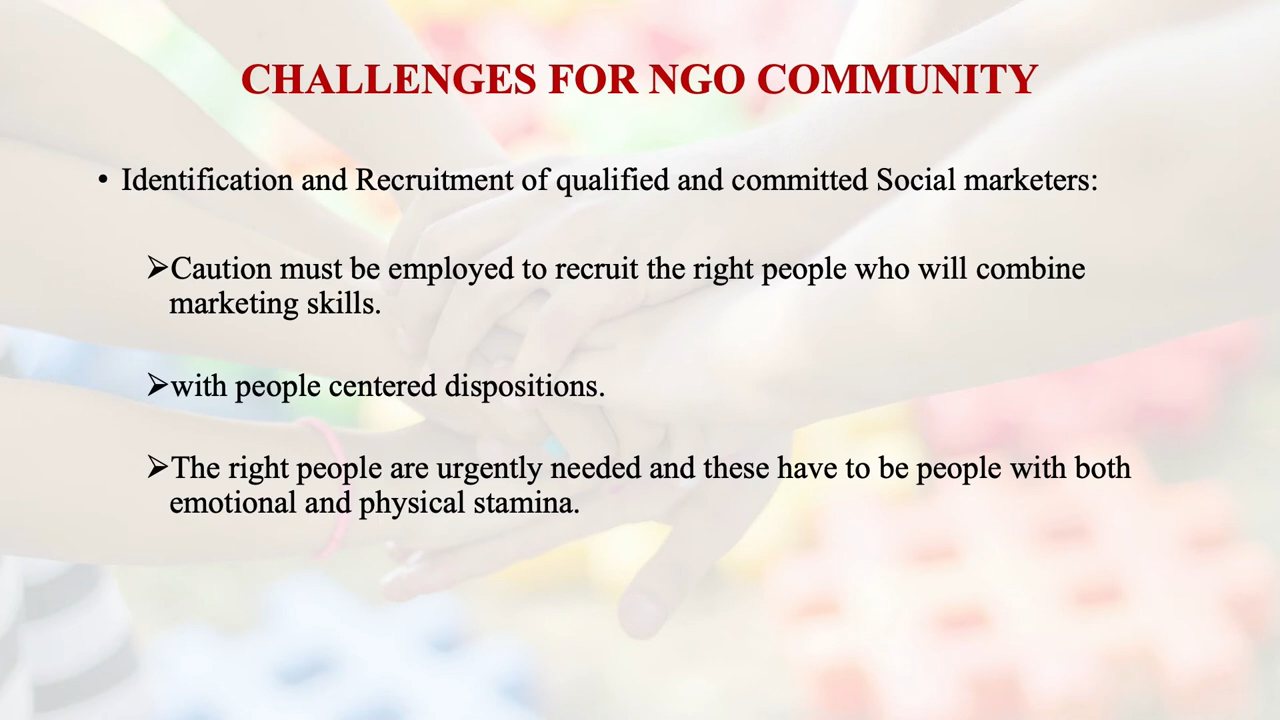 CHALLENGES FOR NGO COMMUNITY
• Identification and Recruitment of qualified and committed Social marketers:
➢Caution must be employed to recruit the right people who will combine
marketing skills.
➢with people centered dispositions.
➢The right people are urgently needed and these have to be people with both
emotional and physical stamina.